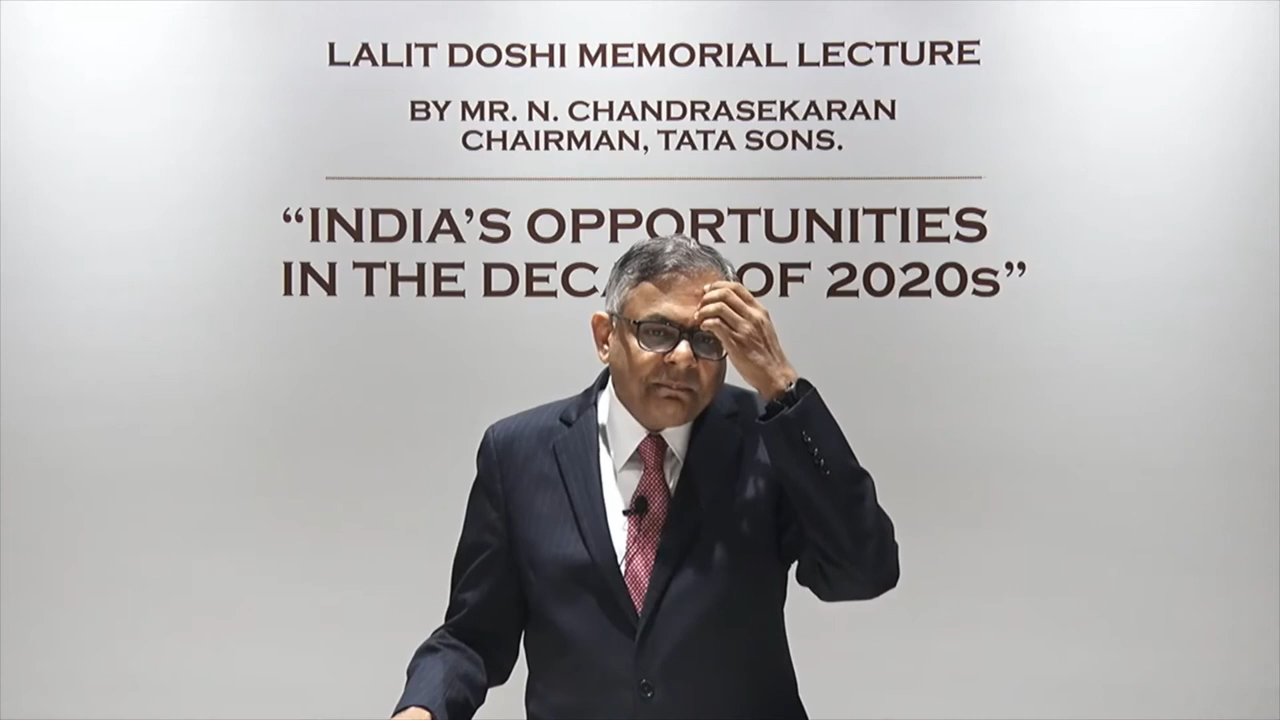 LALIT DOSHI MEMORIAL LECTURE
BY MR. N. CHANDRASEKARAN
CHAIRMAN, TATA SONS.
“INDIA’S OPPORTUNITIES
IN THE OF 2020s”